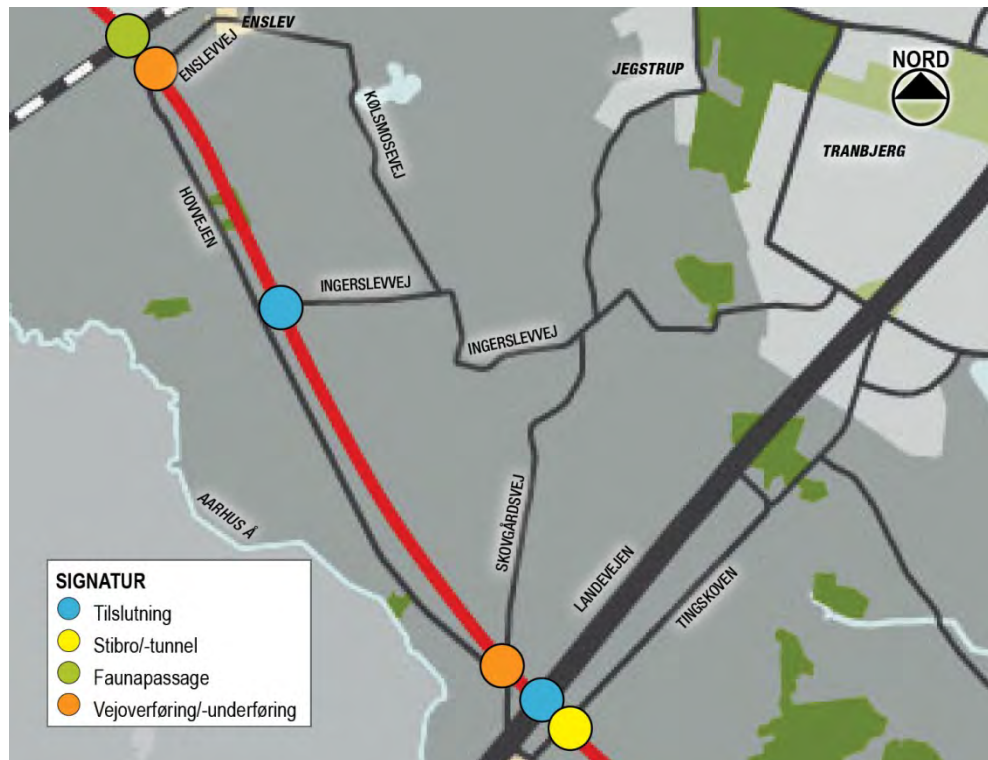 ENSLEV
ENSLEVVEJ
JEGSTRUP
NORD
KØLSMOSEVEJ
TRANBJERG
HOVVEJEN
INGERSLEVVEJ
INGERSLEVVEJ
AARHUS Å
SKOVGÅRDSVEJ
LANDEVEJEN
TINGSKOVEN
SIGNATUR
Tilslutning
Stibro/-tunnel
Faunapassage
Vejoverføring/-underføring